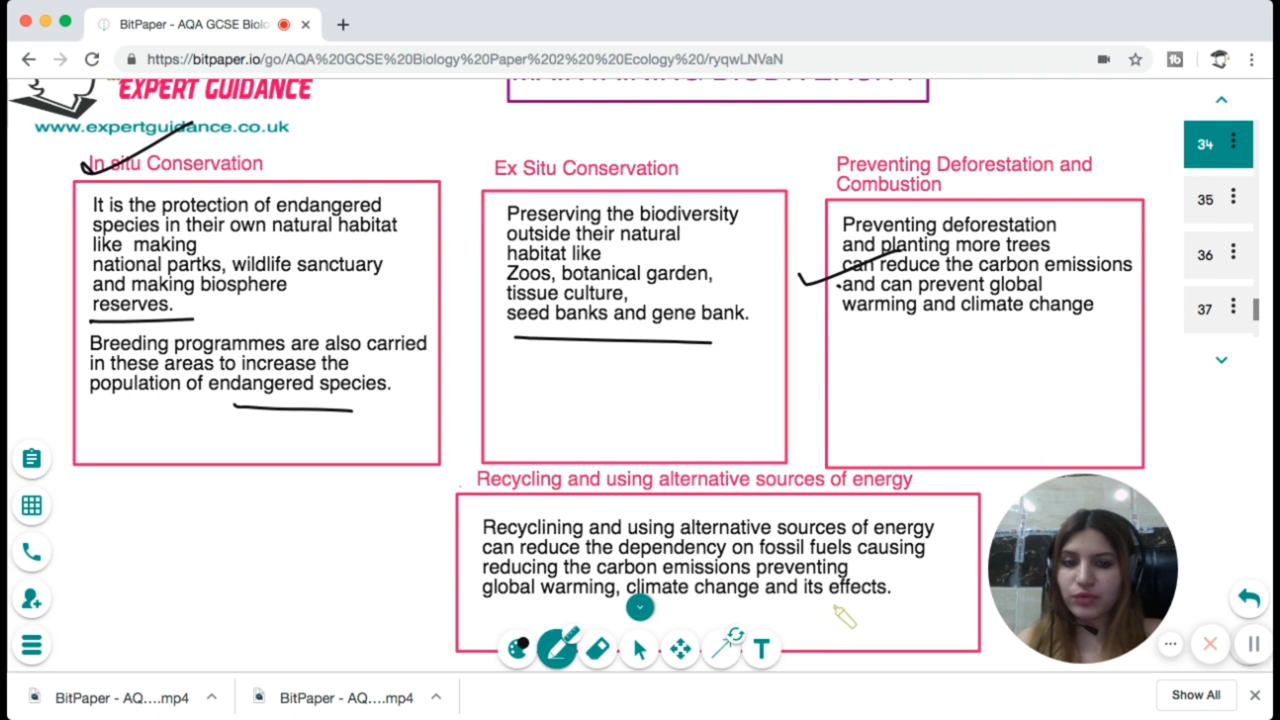 BitPaper - AQA GCSE Biolo
https://bitpaper.io/go/AQA%20GCSE%20Biology%20Paper%202%20%20Ecology%20/ryqwLNVaN
EXPERT GUIDANCE
MAINTAINING BIODIVERSITY
www.expertguidance.co.uk
In situ Conservation
It is the protection of endangered
species in their own natural habitat
like making
national partks, wildlife sanctuary
and making biosphere
reserves.
Breeding programmes are also carried
in these areas to increase the
population of endangered species.
Ex Situ Conservation
Preserving the biodiversity
outside their natural
habitat like
Zoos, botanical garden,
tissue culture,
seed banks and gene bank.
Preventing Deforestation and
Combustion
Preventing deforestation
and planting more trees
can reduce the carbon emissions
and can prevent global
warming and climate change
34
35
36
37
Recycling and using alternative sources of energy
Recyclining and using alternative sources of energy
can reduce the dependency on fossil fuels causing
reducing the carbon emissions preventing
global warming, climate change and its effects.
T
BitPaper - AQ....mp4
BitPaper - AQ....mp4
Show All